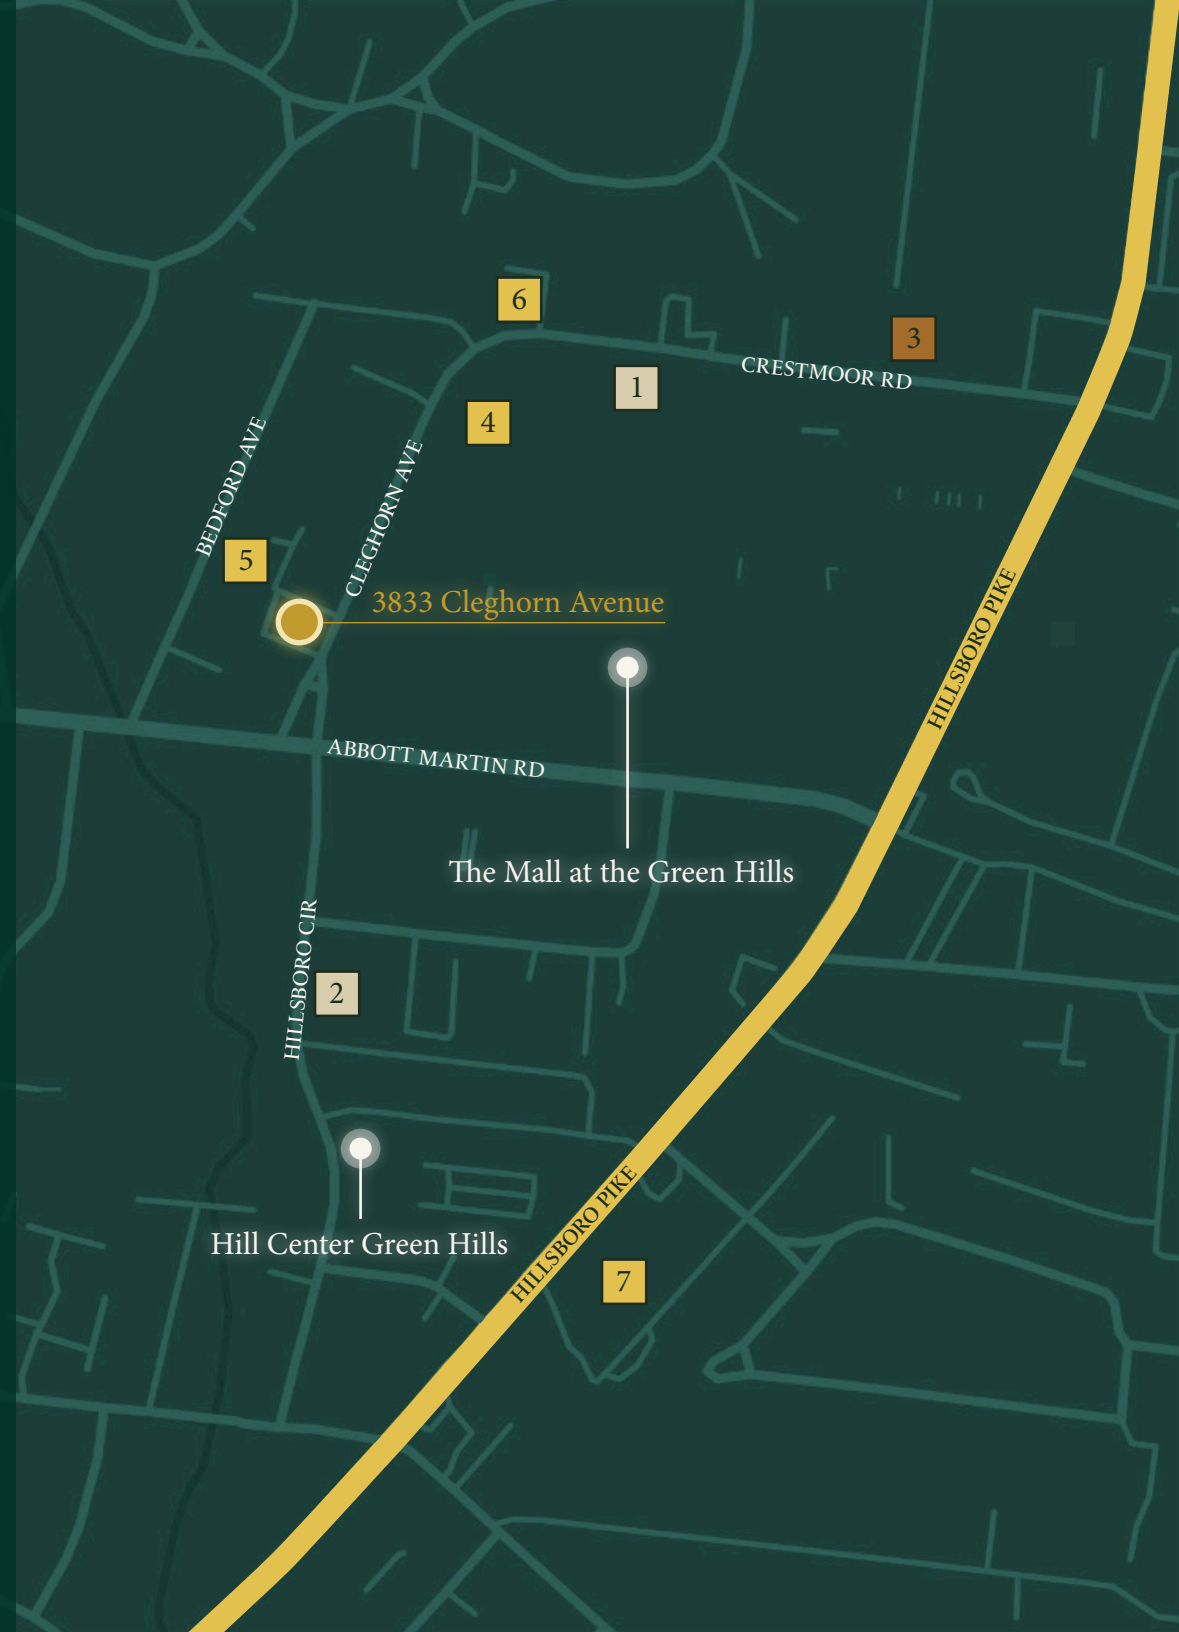 6
3
CRESTMOOR RD
1
4
BEDFORD AVE
CLEGHORN AVE
5
3833 Cleghorn Avenue
HILLSBORO PIKE
ABBOTT MARTIN RD
The Mall at the Green Hills
HILLSBORO CIR
2
Hill Center Green Hills
HILLSBORO PIKE
7